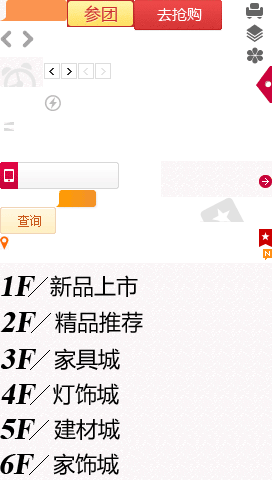 参团 去抢购
查询
N
1F/ 新品上市
2F/ 精品推荐
3F/ 家具城
4F/ 灯饰城
5F/ 建材城
6F/ 家饰城